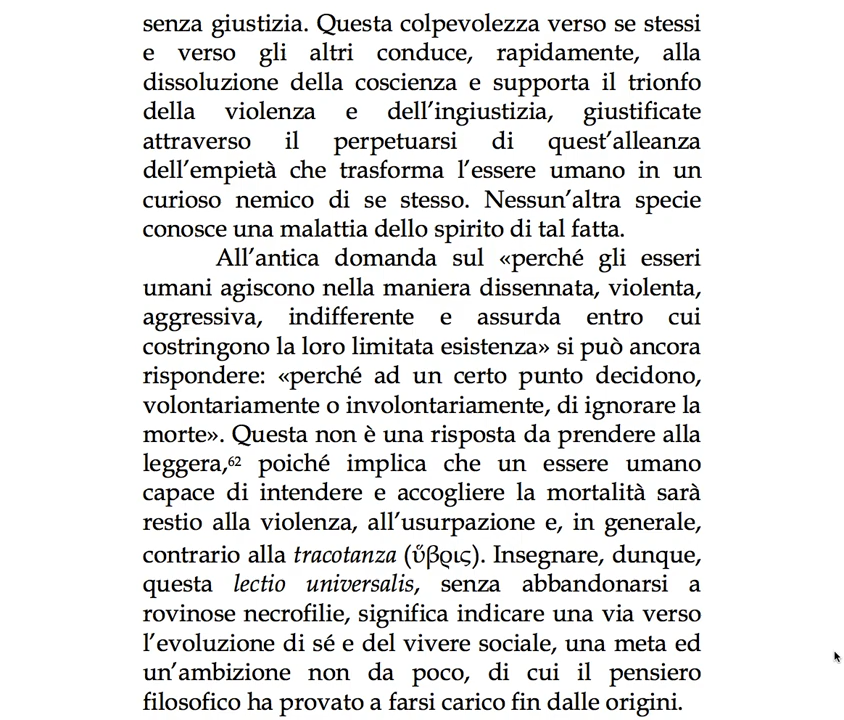 senza giustizia. Questa colpevolezza verso se stessi
e verso gli altri conduce, rapidamente, alla
dissoluzione della coscienza e supporta il trionfo
della violenza e dell’ingiustizia, giustificate
attraverso il perpetuarsi di quest’alleanza
dell’empietà che trasforma l’essere umano in un
curioso nemico di se stesso. Nessun’altra specie
conosce una malattia dello spirito di tal fatta.
All’antica domanda sul «perché gli esseri
umani agiscono nella maniera dissennata, violenta,
aggressiva, indifferente e assurda entro cui
costringono la loro limitata esistenza» si può ancora
rispondere: «perché ad un certo punto decidono,
volontariamente o involontariamente, di ignorare la
morte». Questa non è una risposta da prendere alla
leggera,⁶² poiché implica che un essere umano
capace di intendere e accogliere la mortalità sarà
restio alla violenza, all’usurpazione e, in generale,
contrario alla tracotanza (ὕβρις). Insegnare, dunque,
questa lectio universalis, senza abbandonarsi a
rovinose necrofilie, significa indicare una via verso
l’evoluzione di sé e del vivere sociale, una meta ed
un’ambizione non da poco, di cui il pensiero
filosofico ha provato a farsi carico fin dalle origini.